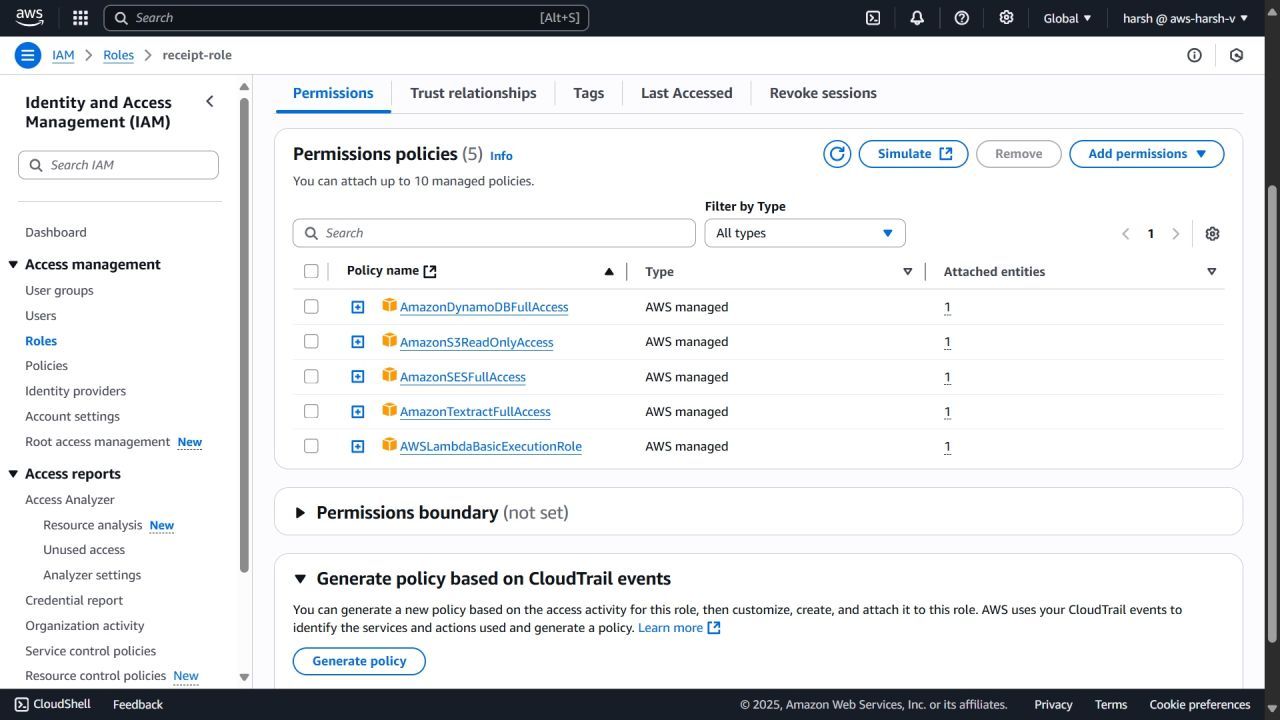 aws
Search [Alt+S]
Global
harsh @ aws-harsh-v
IAM
Roles
receipt-role
Identity and Access
Management (IAM)
Search IAM
Dashboard
Access management
User groups
Users
Roles
Policies
Identity providers
Account settings
Root access management New
Access reports
Access Analyzer
Resource analysis New
Unused access
Analyzer settings
Credential report
Organization activity
Service control policies
Resource control policies New
Permissions
Trust relationships
Tags
Last Accessed
Revoke sessions
Permissions policies (5) Info
Simulate
Remove
Add permissions
You can attach up to 10 managed policies.
Filter by Type
Search
All types
1
Policy name Type Attached entities
AmazonDynamoDBFullAccess AWS managed 1
AmazonS3ReadOnlyAccess AWS managed 1
AmazonSESFullAccess AWS managed 1
AmazonTextractFullAccess AWS managed 1
AWSLambdaBasicExecutionRole AWS managed 1
Permissions boundary (not set)
Generate policy based on CloudTrail events
You can generate a new policy based on the access activity for this role, then customize, create, and attach it to this role. AWS uses your CloudTrail events to
identify the services and actions used and generate a policy. Learn more
Generate policy
CloudShell
Feedback
© 2025, Amazon Web Services, Inc. or its affiliates.
Privacy
Terms
Cookie preferences